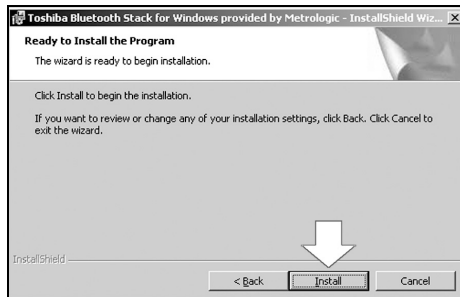 Toshiba Bluetooth Stack for Windows provided by Metrologic - InstallShield Wiz...
Ready to Install the Program
The wizard is ready to begin installation.
Click Install to begin the installation.
If you want to review or change any of your installation settings, click Back. Click Cancel to
exit the wizard.
InstallShield
< Back Install Cancel